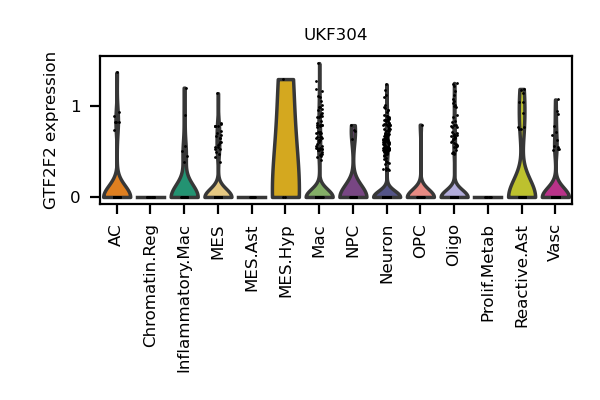 UKF304
GTF2F2 expression
1
0
AC
Chromatin.Reg
Inflammatory.Mac
MES
MES.Ast
MES.Hyp
Mac
NPC
Neuron
OPC
Oligo
Prolif.Metab
Reactive.Ast
Vasc